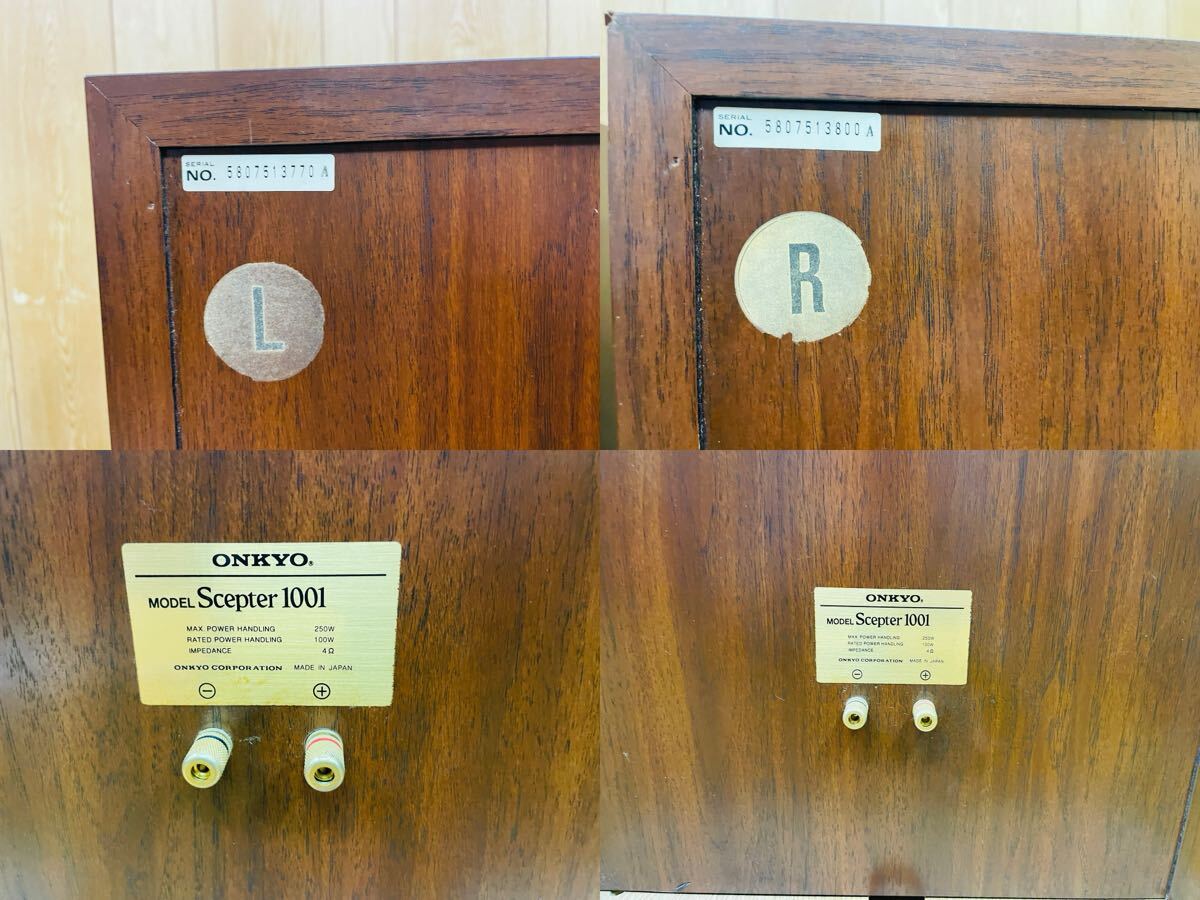 SERIAL
NO. 5807513770 A
L
SERIAL
NO. 5807513800 A
R
ONKYO®
MODEL Scepter 1001
MAX. POWER HANDLING 250W
RATED POWER HANDLING 100W
IMPEDANCE 4Ω
ONKYO CORPORATION MADE IN JAPAN
⊖ ⊕
ONKYO®
MODEL Scepter 1001
MAX. POWER HANDLING 250W
RATED POWER HANDLING 100W
IMPEDANCE 4Ω
ONKYO CORPORATION MADE IN JAPAN
⊖ ⊕